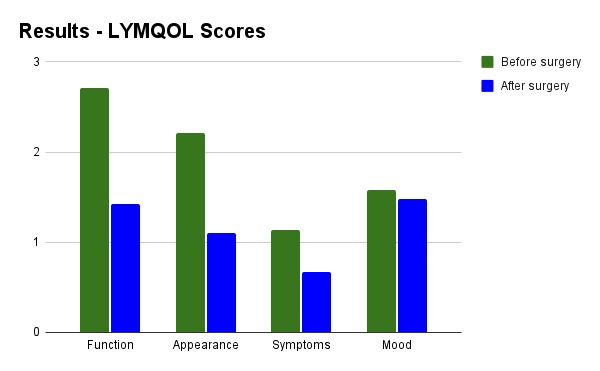 Results - LYMQOL Scores
Before surgery
After surgery
3
2
1
0
Function
Appearance
Symptoms
Mood